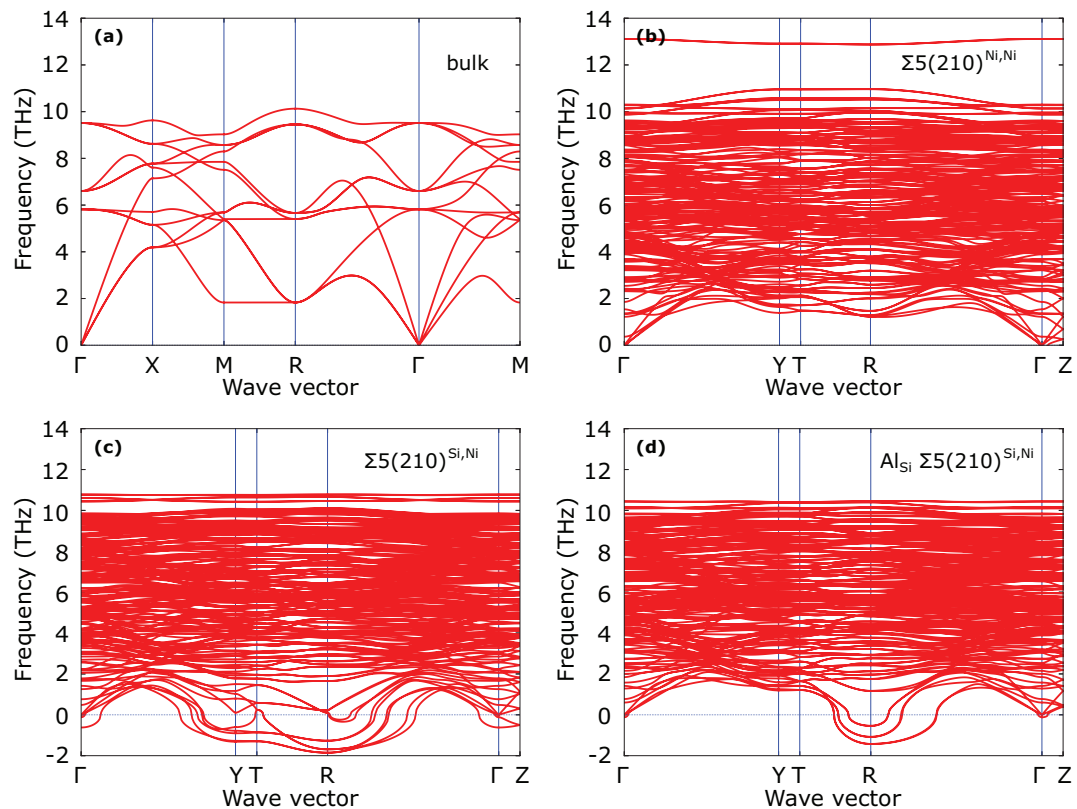 (a)
bulk
Frequency (THz)
14
12
10
8
6
4
2
0
Γ X M R Γ M
Wave vector
(b)
Σ5(210)^Ni,Ni
Frequency (THz)
14
12
10
8
6
4
2
0
Γ Y T R Γ Z
Wave vector
(c)
Σ5(210)^Si,Ni
Frequency (THz)
14
12
10
8
6
4
2
0
-2
Γ Y T R Γ Z
Wave vector
(d)
Al_Si Σ5(210)^Si,Ni
Frequency (THz)
14
12
10
8
6
4
2
0
-2
Γ Y T R Γ Z
Wave vector